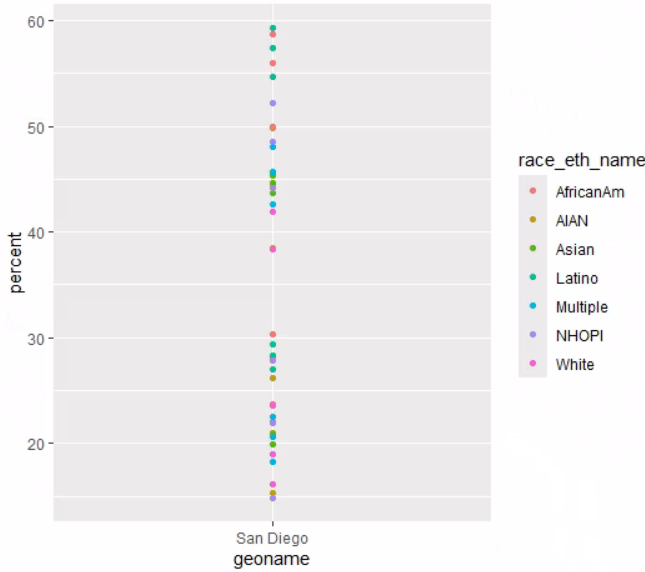 60
50
40
30
20
percent
San Diego
geoname
race_eth_name
AfricanAm
AIAN
Asian
Latino
Multiple
NHOPI
White